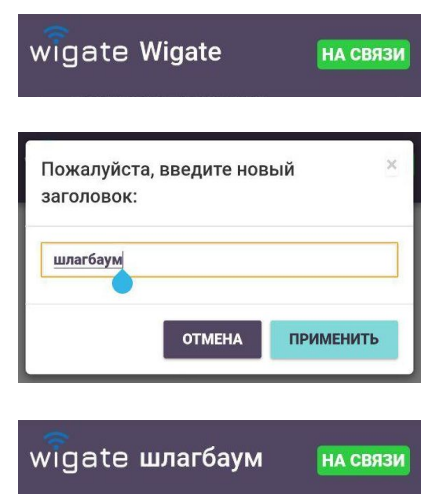 wigate Wigate НА СВЯЗИ
Пожалуйста, введите новый ×
заголовок:
шлагбаум
ОТМЕНА ПРИМЕНИТЬ
wigate шлагбаум НА СВЯЗИ